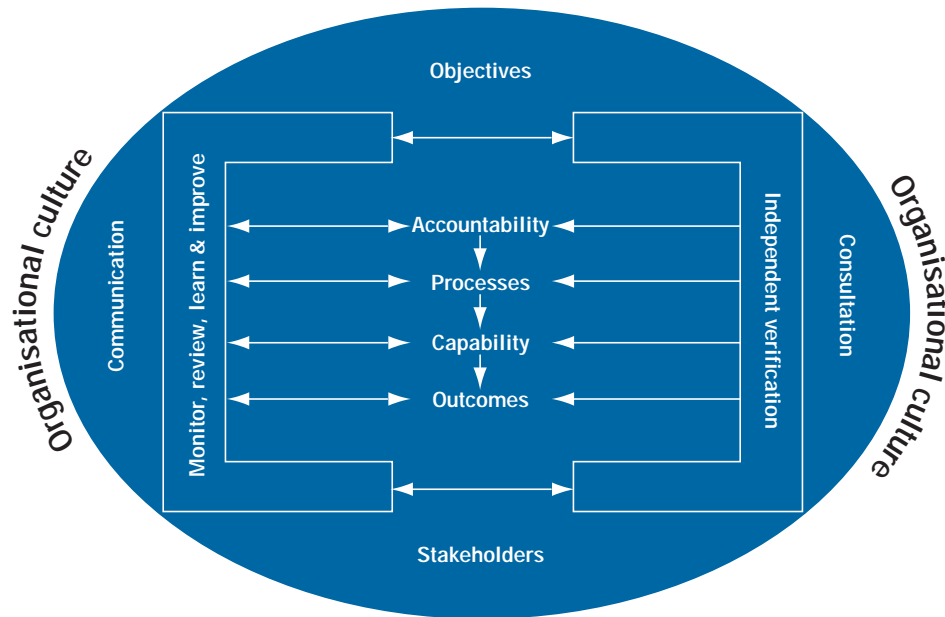 Objectives
Organisational culture
Communication
Monitor, review, learn & improve
Accountability
Processes
Capability
Outcomes
Independent verification
Consultation
Organisational culture
Stakeholders